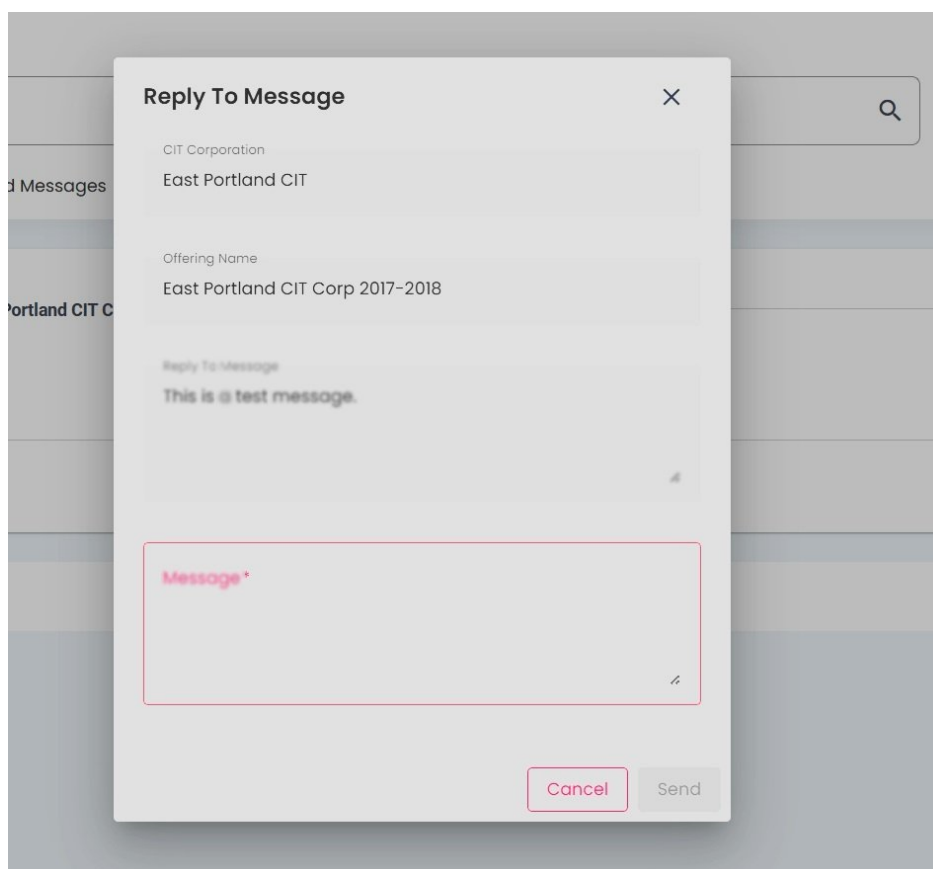 Reply To Message
CIT Corporation
East Portland CIT
d Messages
Offering Name
East Portland CIT Corp 2017-2018
Portland CIT C
Reply To Message
This is a test message.
Message*
Cancel
Send